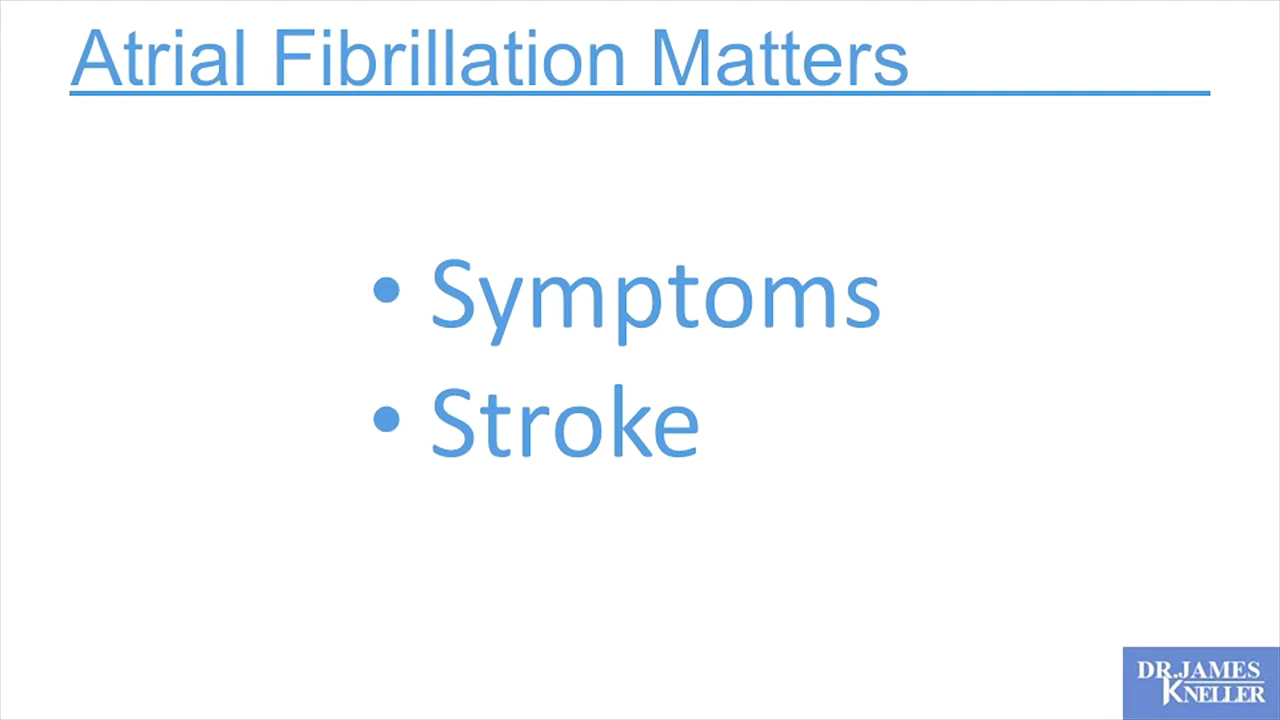 Atrial Fibrillation Matters
• Symptoms
• Stroke
DR.JAMES
KNELLER